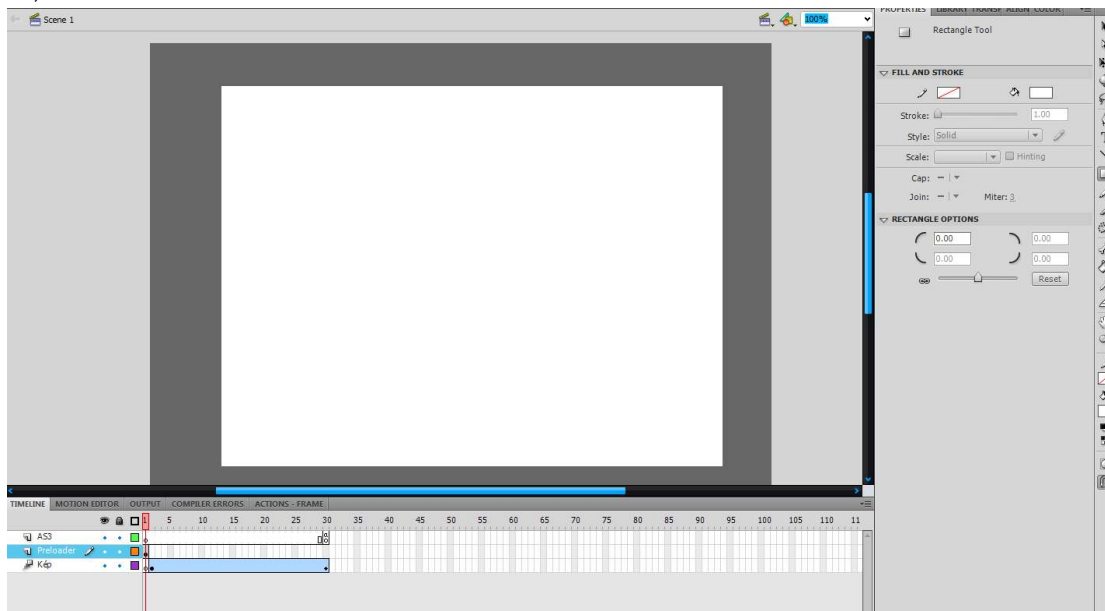 Scene 1
100%
PROPERTIES LIBRARY TRANSF ALIGN COLOR
Rectangle Tool
FILL AND STROKE
Stroke: 1.00
Style: Solid
Scale: Hinting
Cap:
Join: Miter: 3
RECTANGLE OPTIONS
0.00 0.00
0.00 0.00
Reset
TIMELINE MOTION EDITOR OUTPUT COMPILER ERRORS ACTIONS - FRAME
1 5 10 15 20 25 30 35 40 45 50 55 60 65 70 75 80 85 90 95 100 105 110 11
AS3
Preloader
Kép